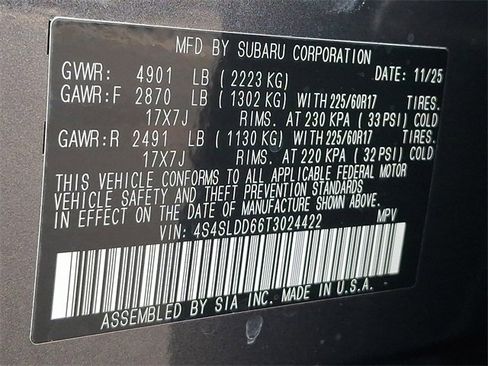 MFD BY SUBARU CORPORATION
GVWR: 4901 LB (2223 KG) DATE: 11/25
GAWR:F 2870 LB (1302 KG) WITH 225/60R17 TIRES.
17X7J RIMS. AT 230 KPA (33 PSI) COLD
GAWR:R 2491 LB (1130 KG) WITH 225/60R17 TIRES.
17X7J RIMS. AT 220 KPA (32 PSI) COLD
THIS VEHICLE CONFORMS TO ALL APPLICABLE FEDERAL MOTOR
VEHICLE SAFETY AND THEFT PREVENTION STANDARDS
IN EFFECT ON THE DATE OF MANUFACTURE SHOWN ABOVE.
VIN: 4S4SLDD66T3024422 MPV
ASSEMBLED BY SIA INC. MADE IN U.S.A.